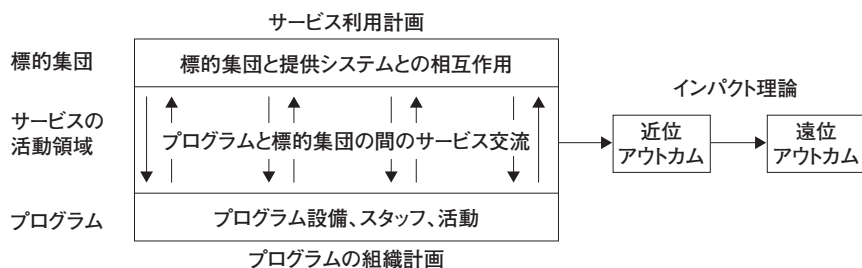 サービス利用計画
標的集団
標的集団と提供システムとの相互作用
インパクト理論
サービスの
活動領域
プログラムと標的集団の間のサービス交流
近位
アウトカム
遠位
アウトカム
プログラム
プログラム設備、スタッフ、活動
プログラムの組織計画